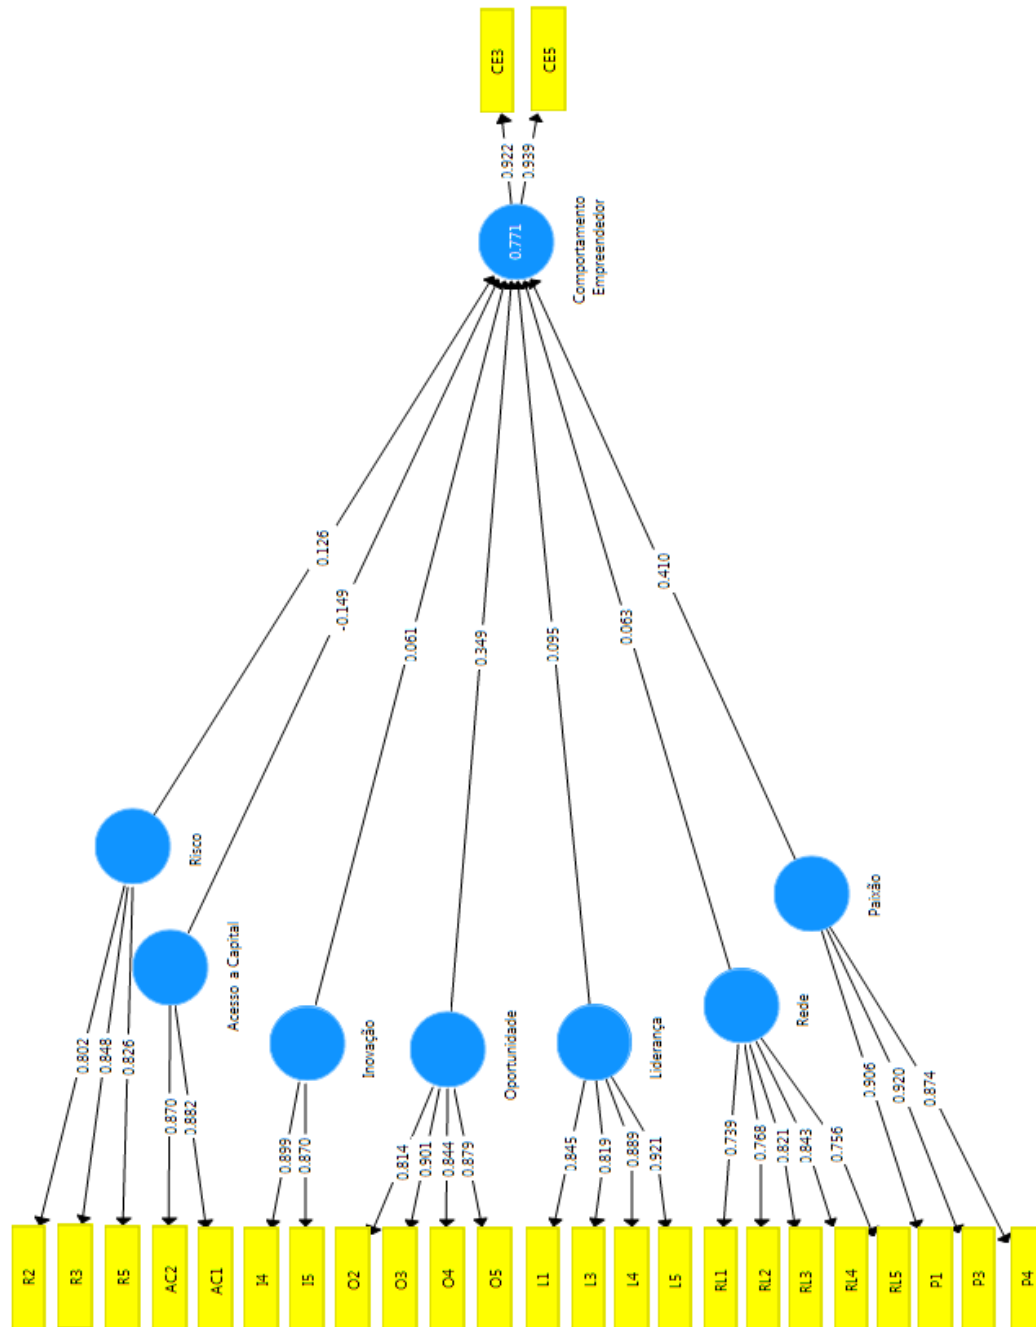 CE3
CE5
0.922
0.939
0.771
Comportamento
Empreendedor
0.126
-0.149
0.061
0.349
0.095
0.063
0.410
Risco
Acesso a Capital
Inovação
Oportunidade
Liderança
Rede
Paixão
0.802
0.848
0.826
0.870
0.882
0.899
0.870
0.814
0.901
0.844
0.879
0.845
0.819
0.889
0.921
0.739
0.768
0.821
0.843
0.756
0.906
0.920
0.874
R2
R3
R5
AC2
AC1
I4
I5
O2
O3
O4
O5
L1
L3
L4
L5
RL1
RL2
RL3
RL4
RL5
P1
P3
P4